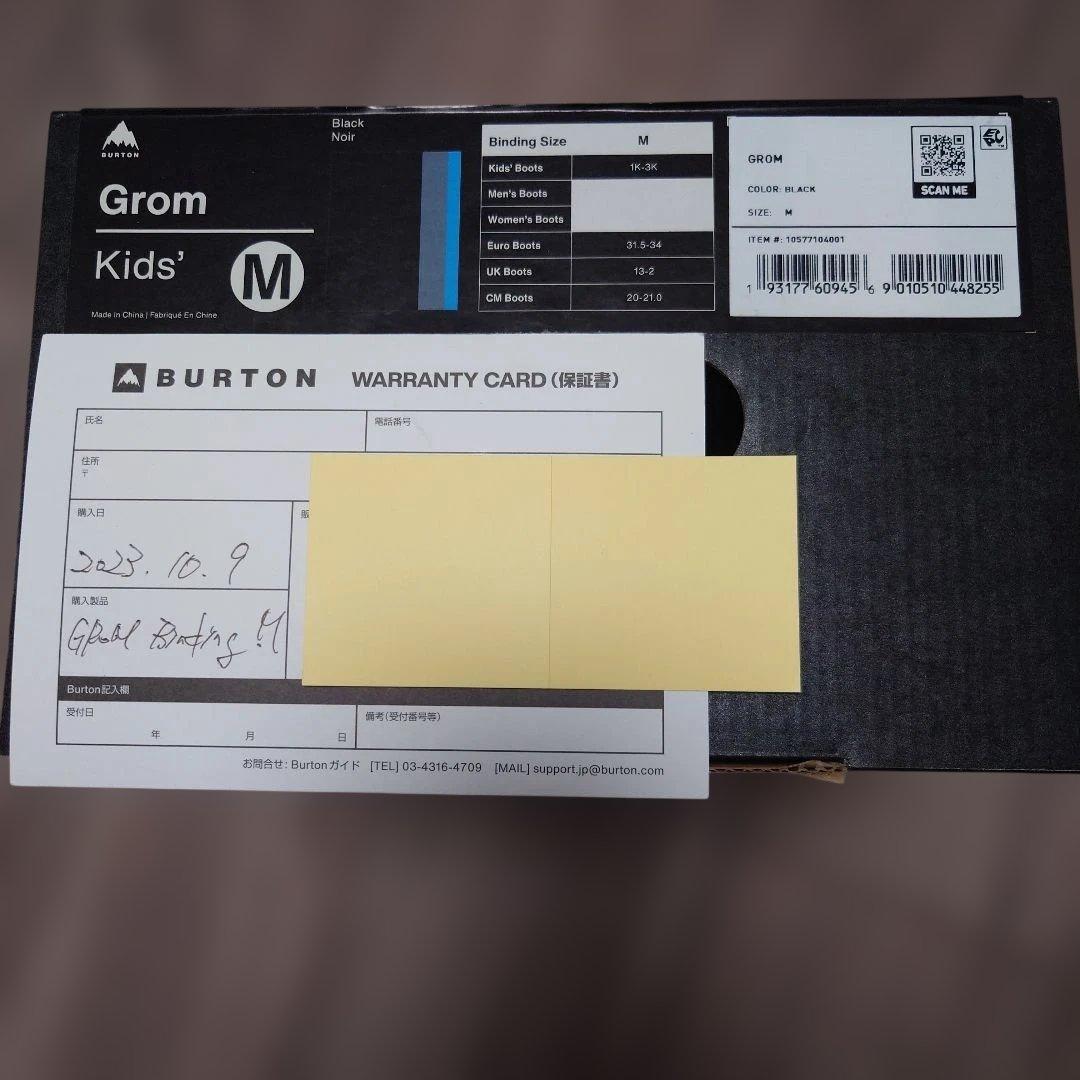 BURTON
Grom
Kids' M
Made in China | Fabriqué En Chine
Black
Noir
Binding Size M
Kids' Boots 1K-3K
Men's Boots
Women's Boots
Euro Boots 31.5-34
UK Boots 13-2
CM Boots 20-21.0
GROM
COLOR: BLACK
SIZE: M
ITEM #: 10577104001
SCAN ME
1 93177 60945 6
9 010510 448255
BURTON WARRANTY CARD(保証書)
氏名
電話番号
住所
〒
購入日
2023.10.9
販
購入製品
GROM Binding M
Burton記入欄
受付日
年 月 日
備考(受付番号等)
お問合せ: Burtonガイド [TEL] 03-4316-4709 [MAIL] support.jp@burton.com